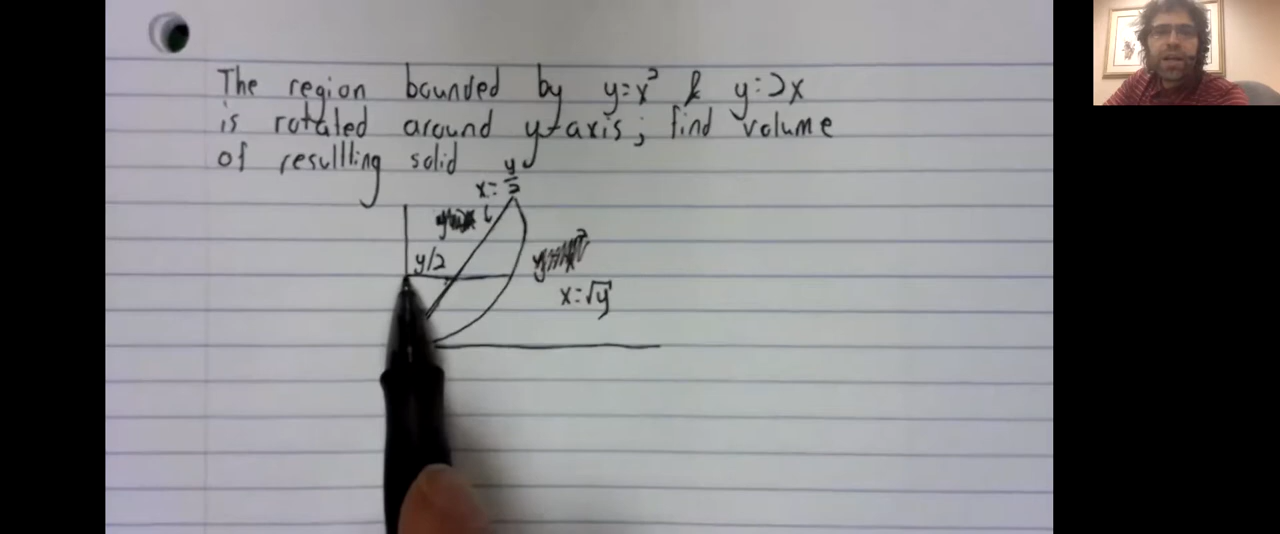 The region bounded by y=x² & y=2x
is rotated around y-axis; find volume
of resullting solid
x=y/2
y/2
x=√y